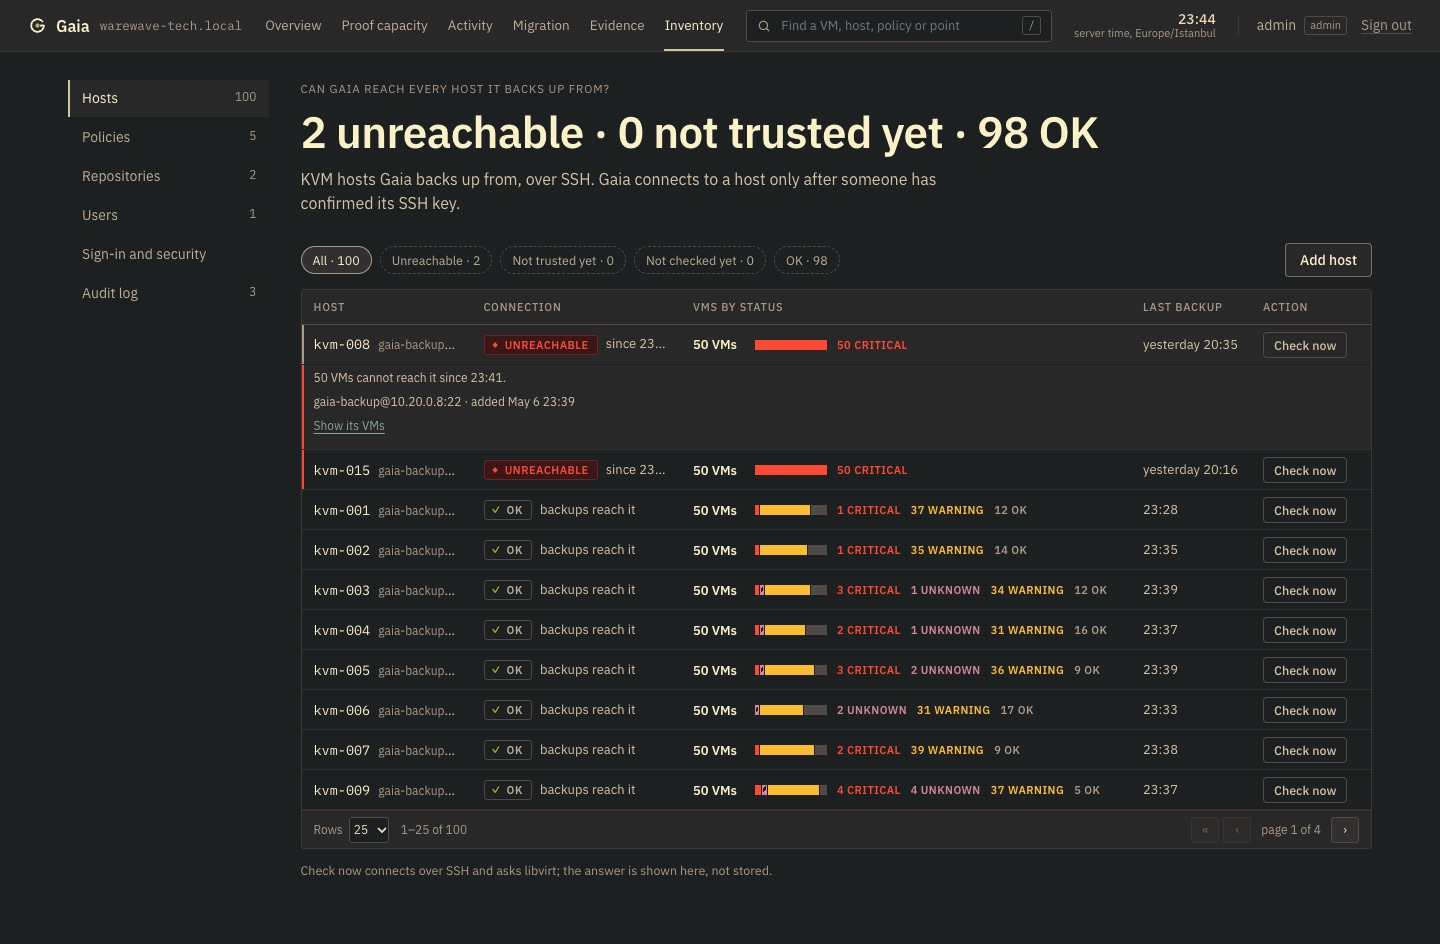 Gaia warewave-tech.local Overview Proof capacity Activity Migration Evidence Inventory Find a VM, host, policy or point / 23:44 server time, Europe/Istanbul admin admin Sign out
Hosts 100
Policies 5
Repositories 2
Users 1
Sign-in and security
Audit log 3
CAN GAIA REACH EVERY HOST IT BACKS UP FROM?
2 unreachable · 0 not trusted yet · 98 OK
KVM hosts Gaia backs up from, over SSH. Gaia connects to a host only after someone has
confirmed its SSH key.
All · 100 Unreachable · 2 Not trusted yet · 0 Not checked yet · 0 OK · 98 Add host
HOST CONNECTION VMS BY STATUS LAST BACKUP ACTION
kvm-008 gaia-backup… UNREACHABLE since 23… 50 VMs 50 CRITICAL yesterday 20:35 Check now
50 VMs cannot reach it since 23:41.
gaia-backup@10.20.0.8:22 · added May 6 23:39
Show its VMs
kvm-015 gaia-backup… UNREACHABLE since 23… 50 VMs 50 CRITICAL yesterday 20:16 Check now
kvm-001 gaia-backup… OK backups reach it 50 VMs 1 CRITICAL 37 WARNING 12 OK 23:28 Check now
kvm-002 gaia-backup… OK backups reach it 50 VMs 1 CRITICAL 35 WARNING 14 OK 23:35 Check now
kvm-003 gaia-backup… OK backups reach it 50 VMs 3 CRITICAL 1 UNKNOWN 34 WARNING 12 OK 23:39 Check now
kvm-004 gaia-backup… OK backups reach it 50 VMs 2 CRITICAL 1 UNKNOWN 31 WARNING 16 OK 23:37 Check now
kvm-005 gaia-backup… OK backups reach it 50 VMs 3 CRITICAL 2 UNKNOWN 36 WARNING 9 OK 23:39 Check now
kvm-006 gaia-backup… OK backups reach it 50 VMs 2 UNKNOWN 31 WARNING 17 OK 23:33 Check now
kvm-007 gaia-backup… OK backups reach it 50 VMs 2 CRITICAL 39 WARNING 9 OK 23:38 Check now
kvm-009 gaia-backup… OK backups reach it 50 VMs 4 CRITICAL 4 UNKNOWN 37 WARNING 5 OK 23:37 Check now
Rows 25 1–25 of 100 « ‹ page 1 of 4 ›
Check now connects over SSH and asks libvirt; the answer is shown here, not stored.